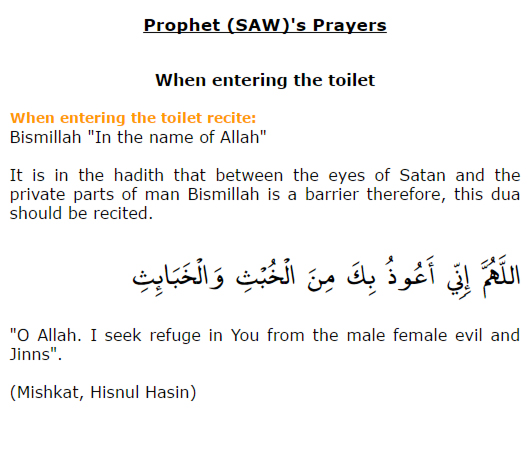 Prophet (SAW)'s Prayers
When entering the toilet
When entering the toilet recite:
Bismillah "In the name of Allah"
It is in the hadith that between the eyes of Satan and the
private parts of man Bismillah is a barrier therefore, this dua
should be recited.
اللَّهُمَّ إِنِّي أَعُوذُ بِكَ مِنَ الْخُبْثِ وَالْخَبَائِثِ
"O Allah. I seek refuge in You from the male female evil and
Jinns".
(Mishkat, Hisnul Hasin)